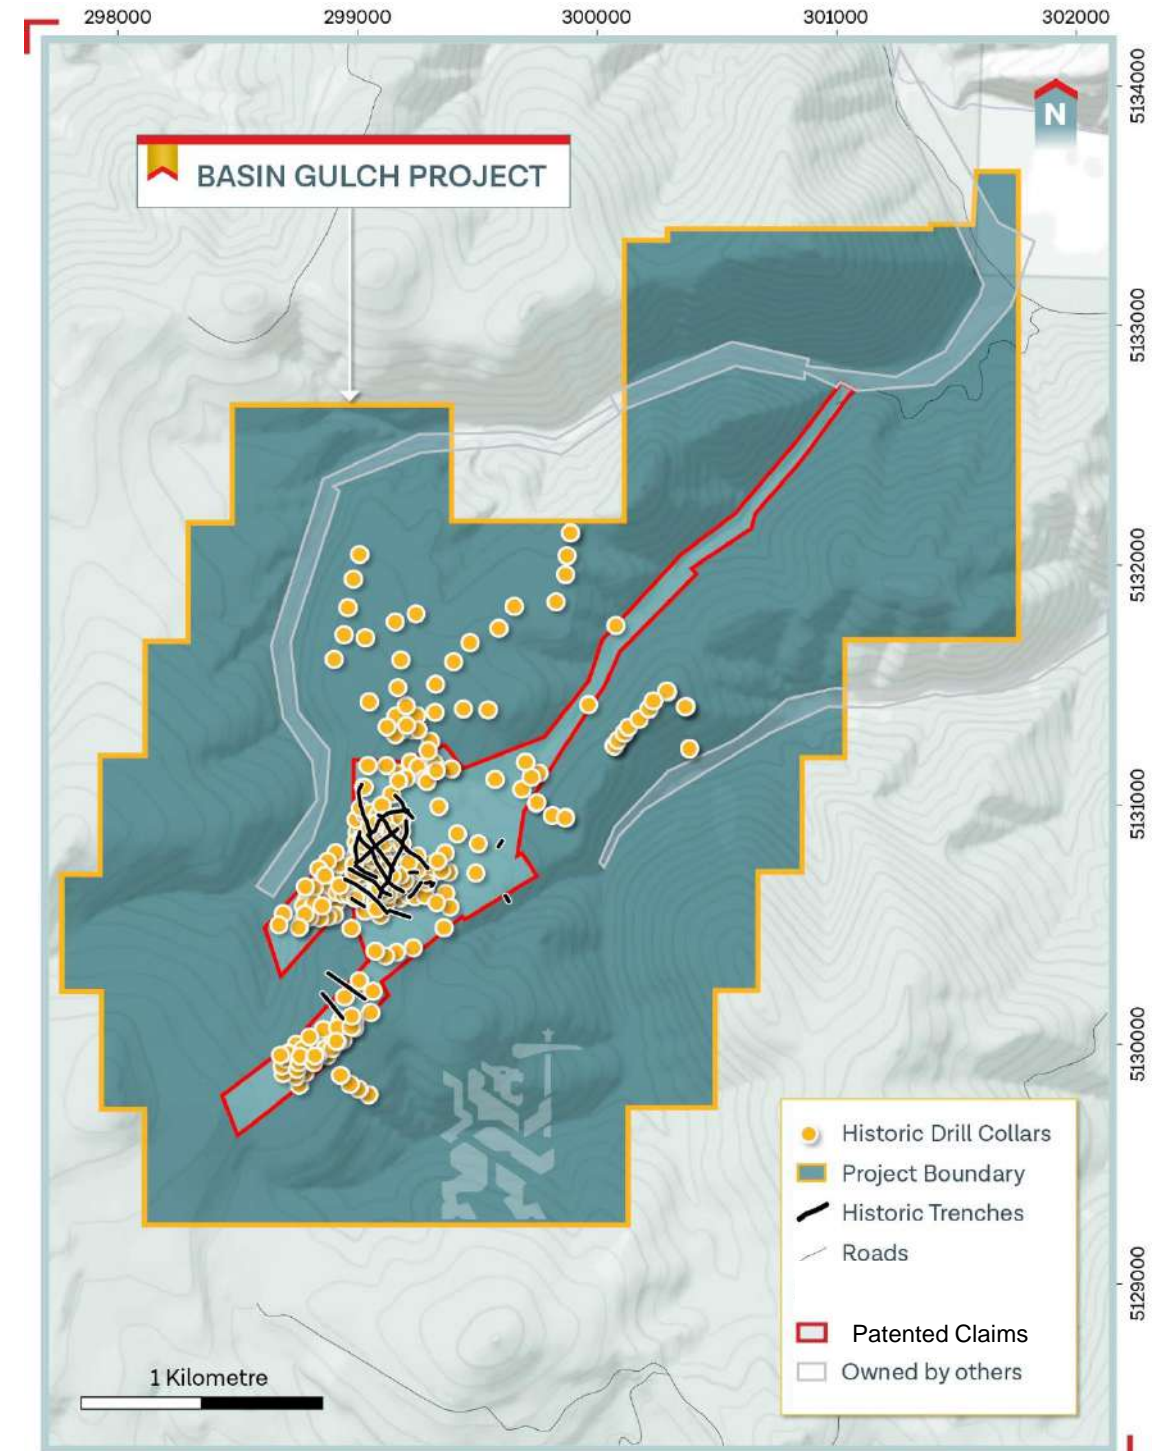 298000 299000 300000 301000 302000
5134000
N
BASIN GULCH PROJECT
5133000
5132000
5131000
5130000
Historic Drill Collars
Project Boundary
Historic Trenches
Roads
5129000
Patented Claims
Owned by others
1 Kilometre